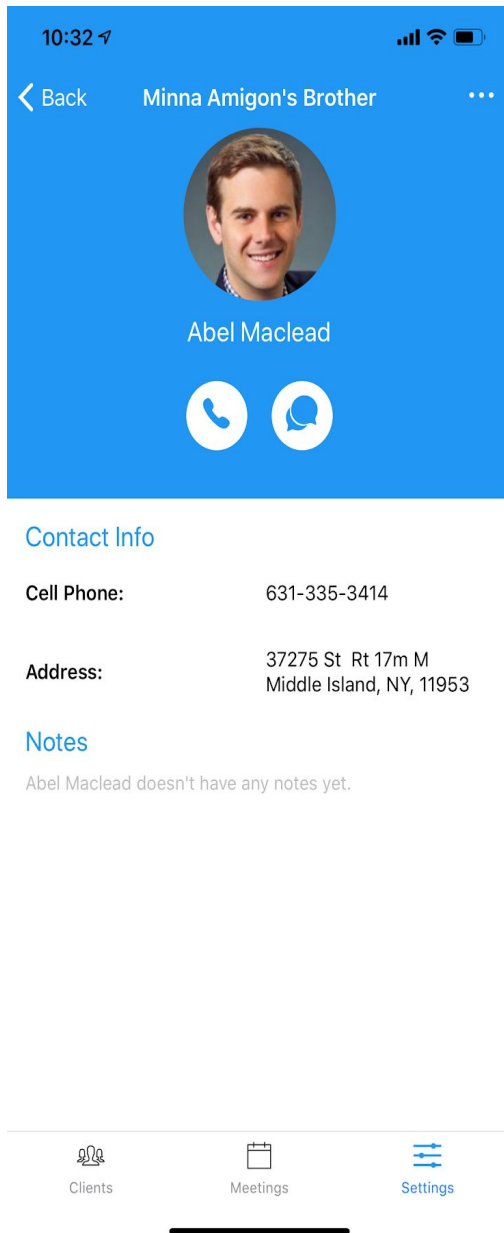 10:32
Back
Minna Amigon's Brother
Abel Maclead
Contact Info
Cell Phone:
631-335-3414
Address:
37275 St  Rt 17m M
Middle Island, NY, 11953
Notes
Abel Maclead doesn't have any notes yet.
Clients
Meetings
Settings